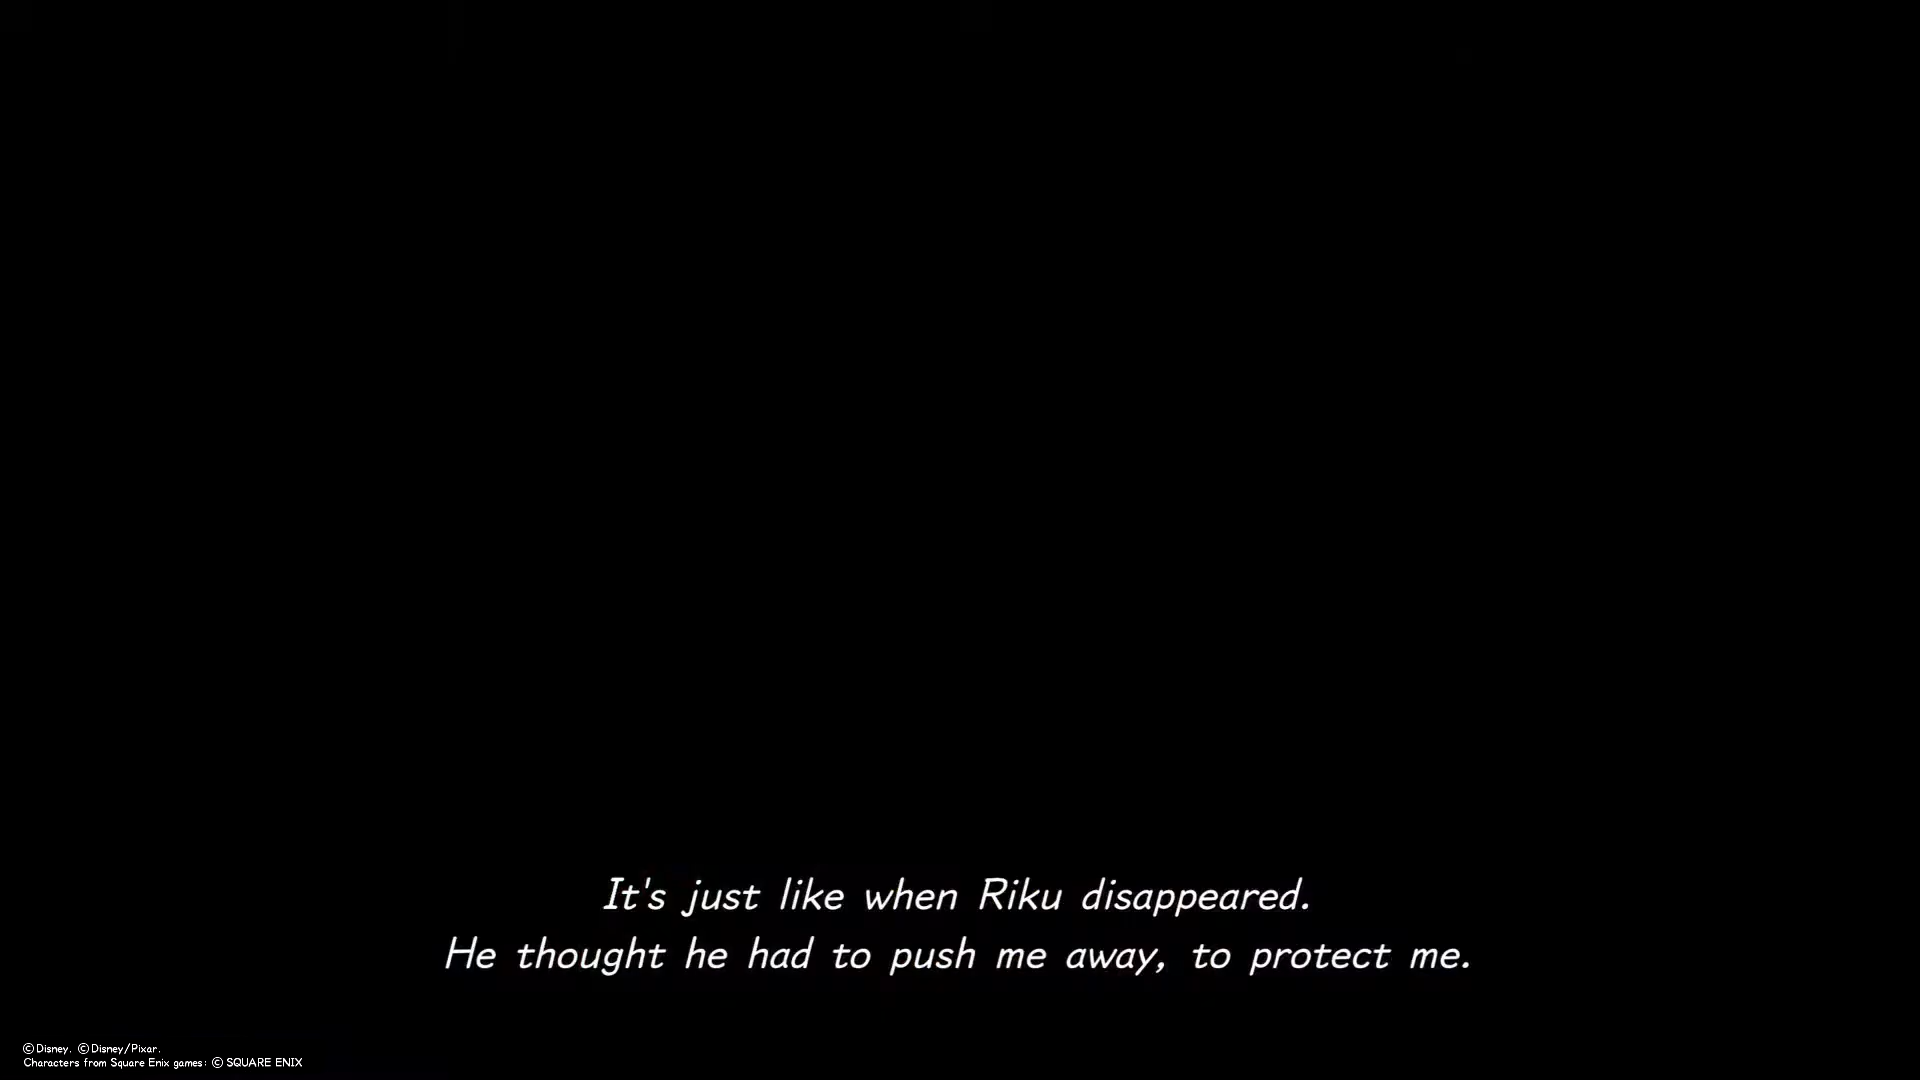 It's just like when Riku disappeared.
He thought he had to push me away, to protect me.
©Disney. ©Disney/Pixar.
Characters from Square Enix games: © SQUARE ENIX